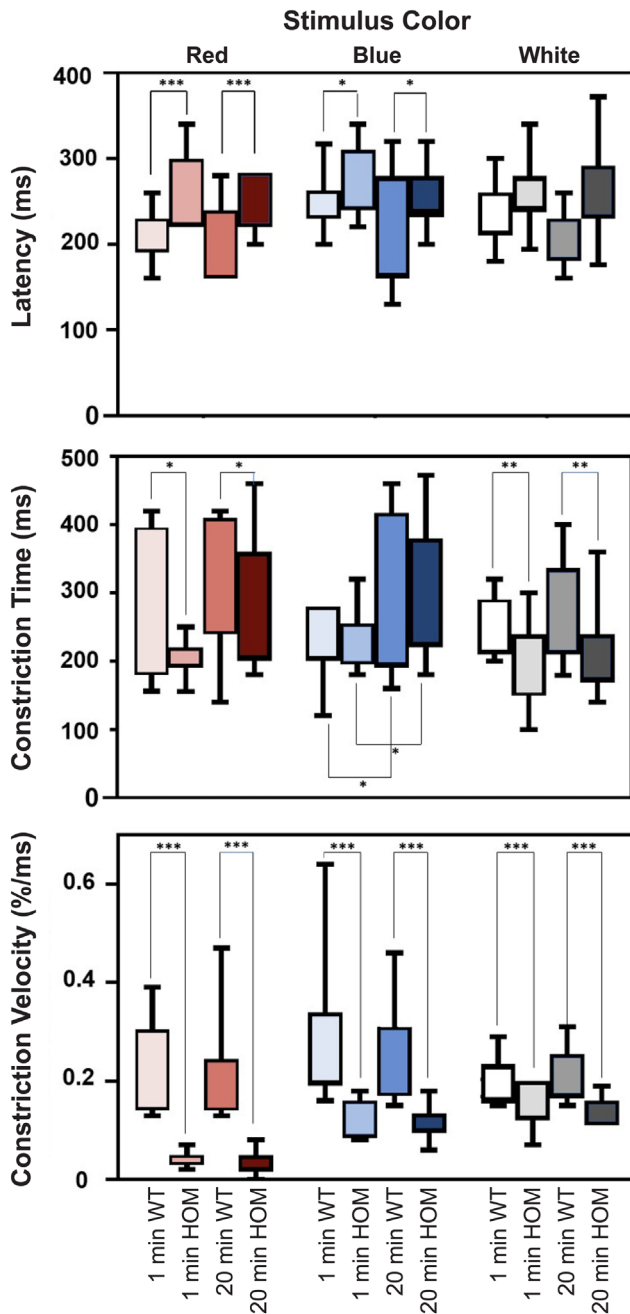 Stimulus Color
Red Blue White
Latency (ms)
400
300
200
100
0
*** *** * *
Constriction Time (ms)
500
400
300
200
100
0
* * ** **
*
*
Constriction Velocity (%/ms)
0.6
0.4
0.2
0
*** *** *** *** *** ***
1 min WT
1 min HOM
20 min WT
20 min HOM
1 min WT
1 min HOM
20 min WT
20 min HOM
1 min WT
1 min HOM
20 min WT
20 min HOM